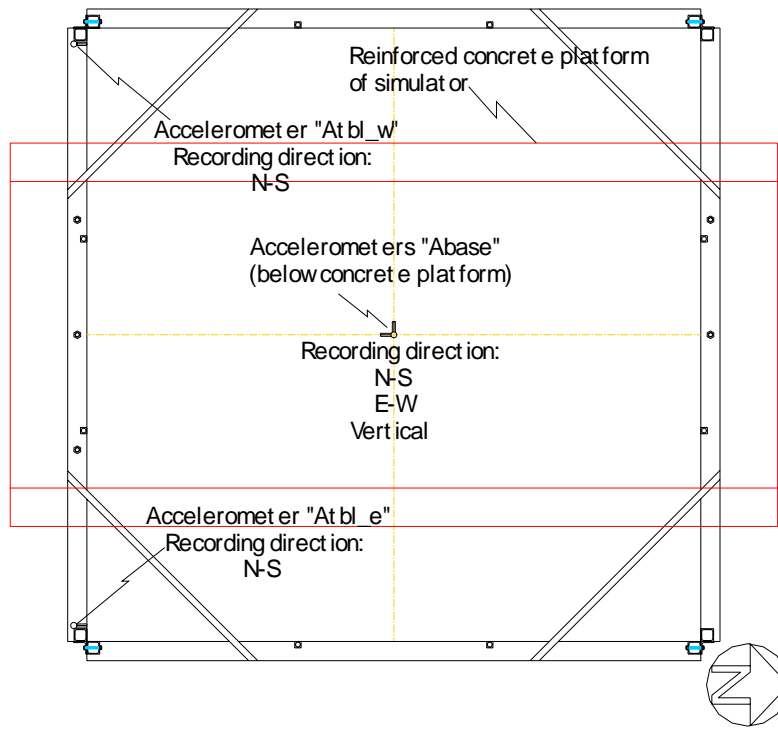 Reinforced concrete platform
of simulator
Accelerometer "Atbl_w"
Recording direction:
N-S
Accelerometers "Abase"
(below concrete platform)
Recording direction:
N-S
E-W
Vertical
Accelerometer "Atbl_e"
Recording direction:
N-S
N